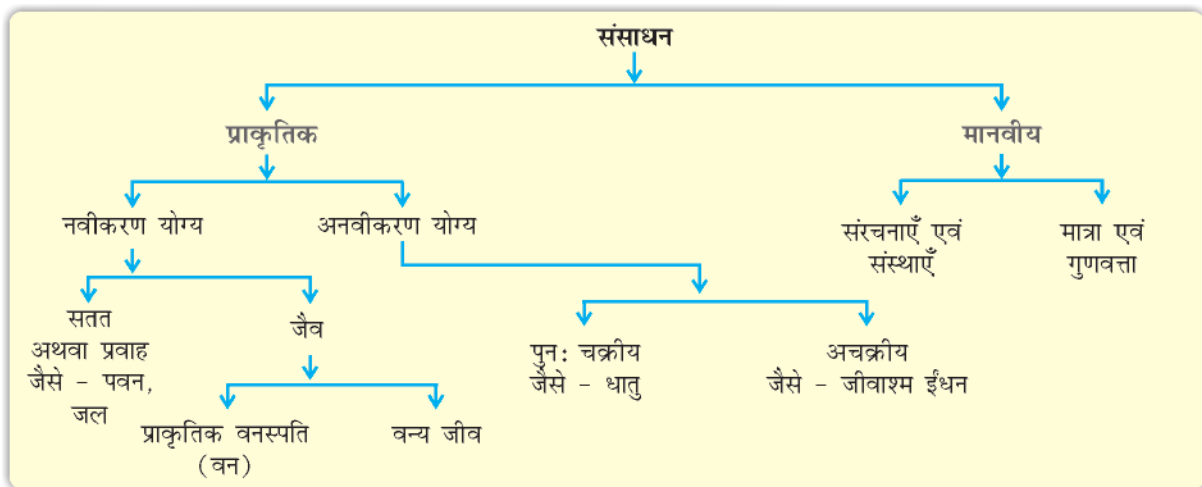 संसाधन
प्राकृतिक
मानवीय
नवीकरण योग्य
अनवीकरण योग्य
संरचनाएँ एवं
संस्थाएँ
मात्रा एवं
गुणवत्ता
सतत
अथवा प्रवाह
जैसे - पवन,
जल
जैव
पुन: चक्रीय
जैसे - धातु
अचक्रीय
जैसे - जीवाश्म ईंधन
प्राकृतिक वनस्पति
(वन)
वन्य जीव